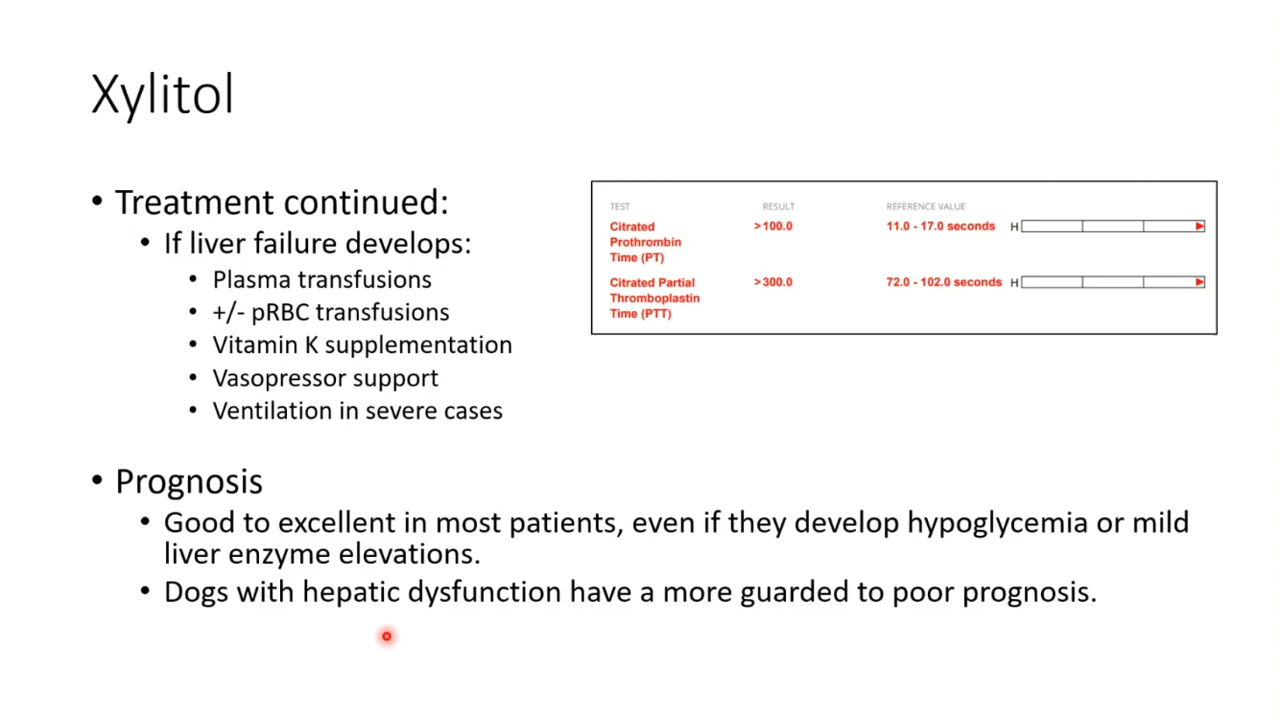 Xylitol
• Treatment continued:
• If liver failure develops:
• Plasma transfusions
• +/- pRBC transfusions
• Vitamin K supplementation
• Vasopressor support
• Ventilation in severe cases
TEST RESULT REFERENCE VALUE
Citrated >100.0 11.0 - 17.0 seconds H
Prothrombin
Time (PT)
Citrated Partial >300.0 72.0 - 102.0 seconds H
Thromboplastin
Time (PTT)
• Prognosis
• Good to excellent in most patients, even if they develop hypoglycemia or mild
liver enzyme elevations.
• Dogs with hepatic dysfunction have a more guarded to poor prognosis.